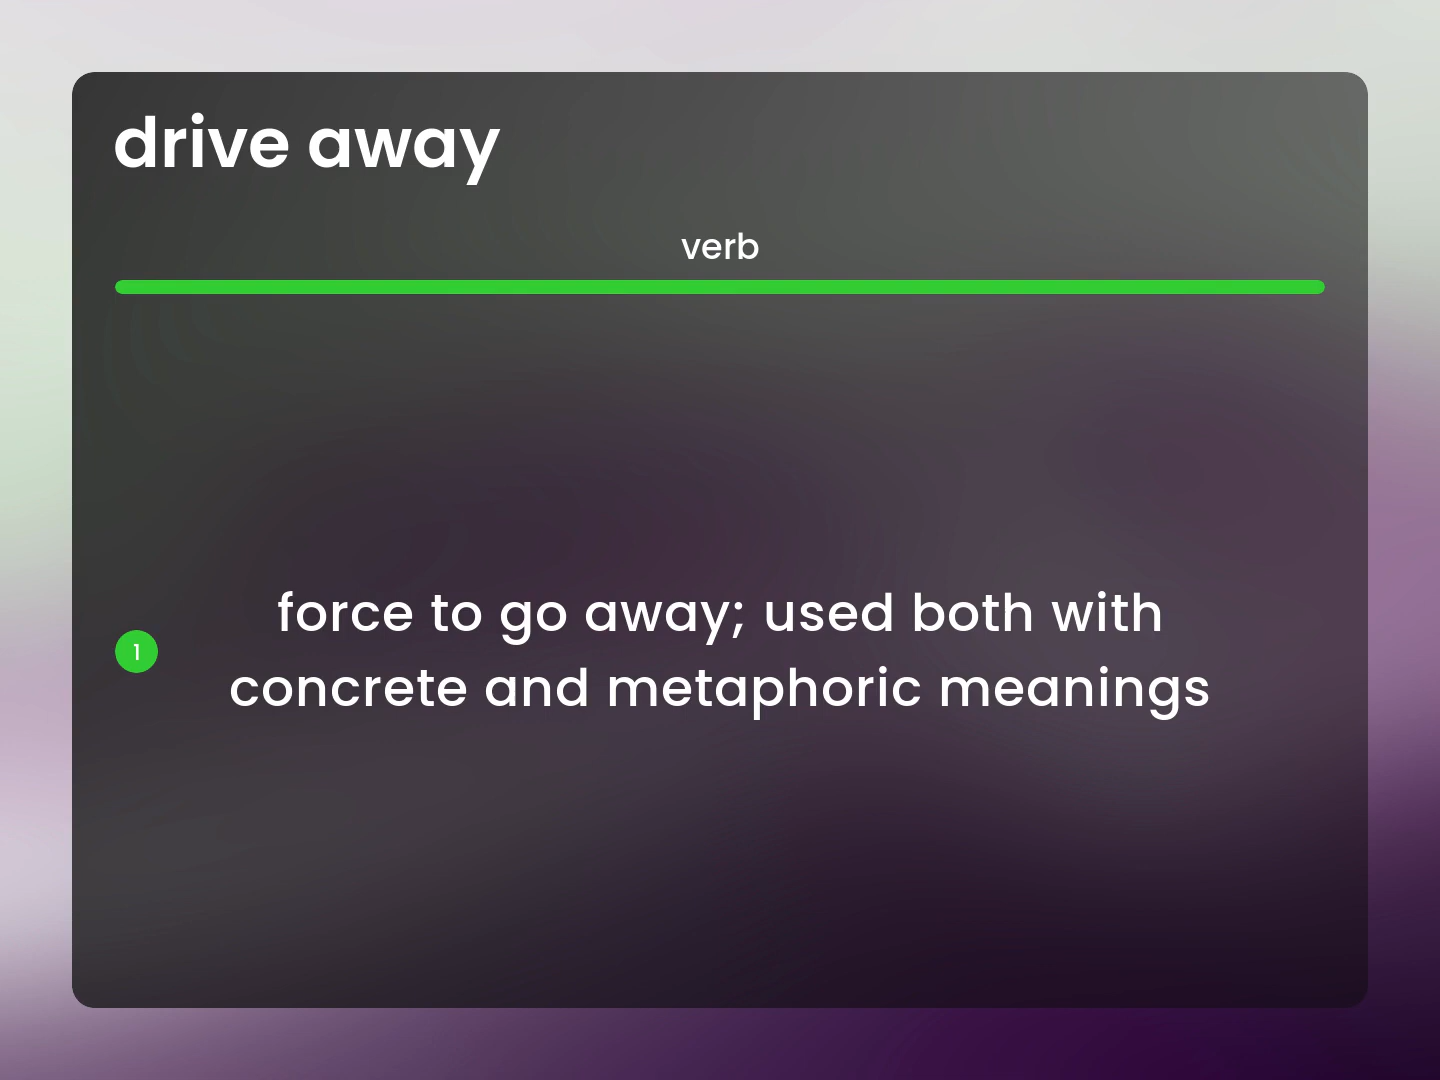 drive away
verb
1
force to go away; used both with
concrete and metaphoric meanings